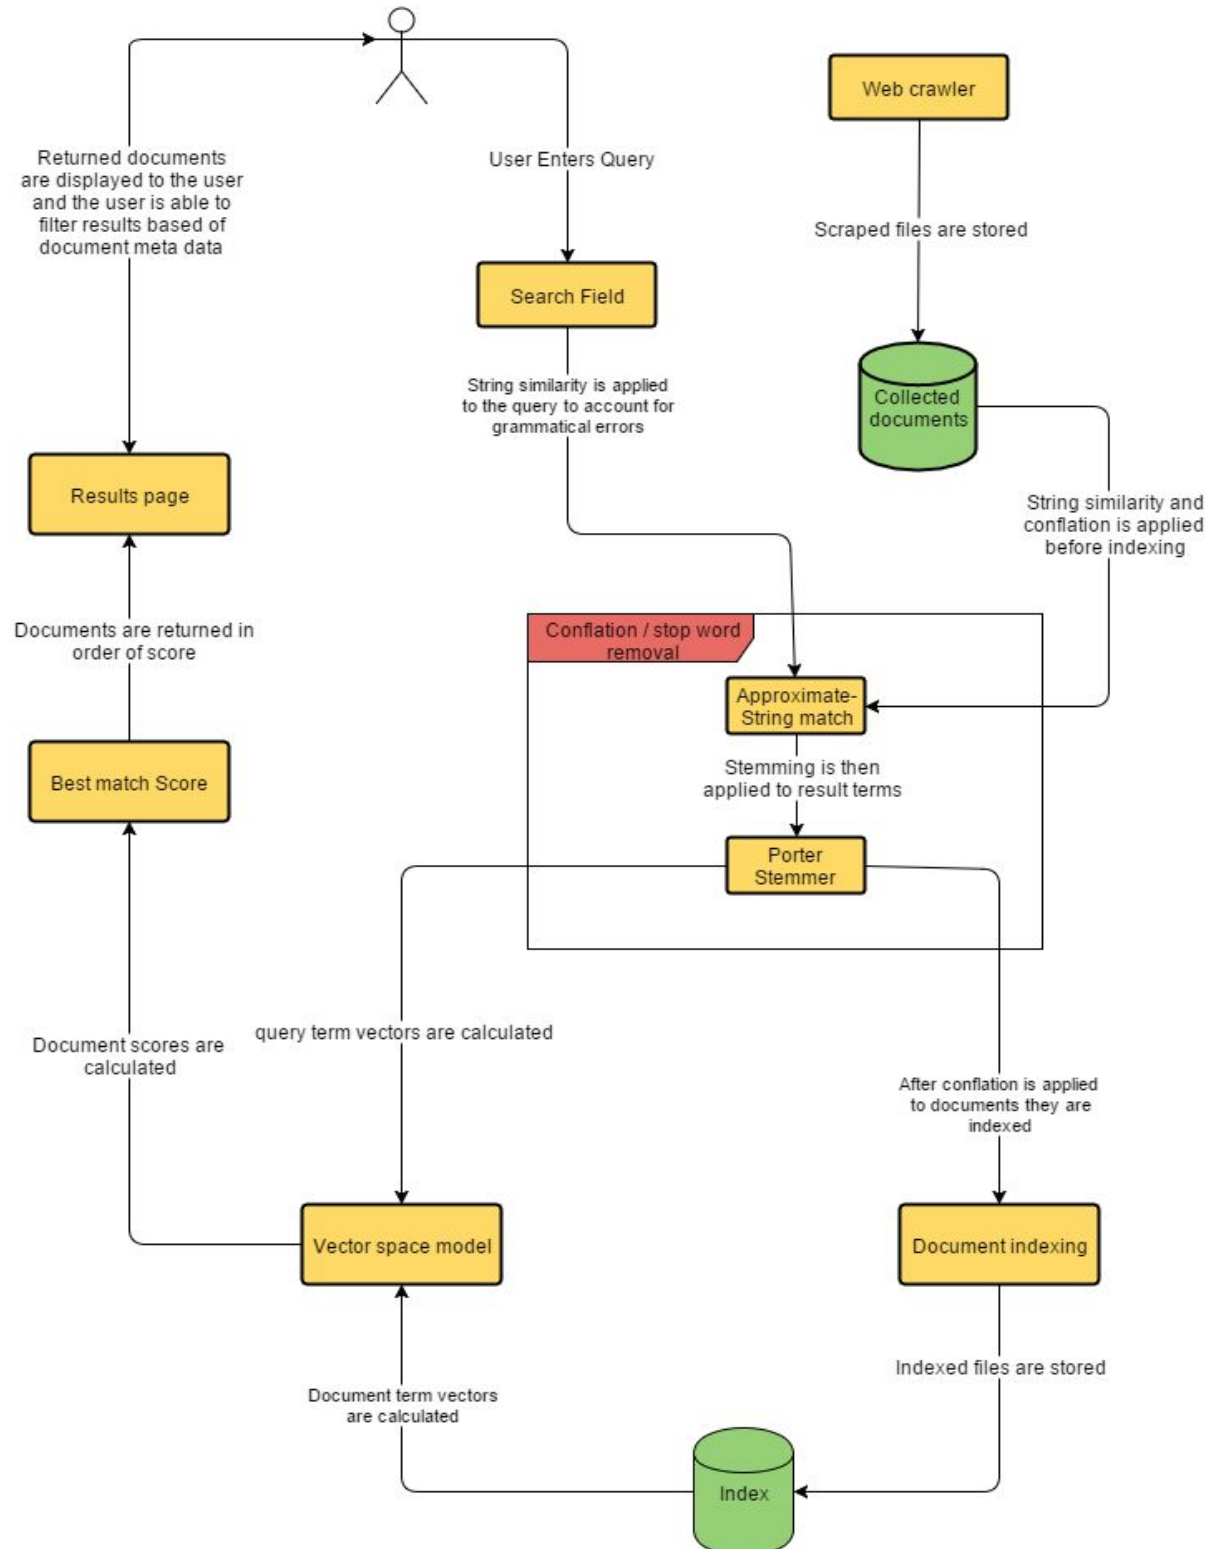 Web crawler
Returned documents
are displayed to the user
and the user is able to
filter results based of
document meta data
User Enters Query
Scraped files are stored
Search Field
String similarity is applied
to the query to account for
grammatical errors
Collected
documents
Results page
String similarity and
conflation is applied
before indexing
Documents are returned in
order of score
Conflation / stop word
removal
Approximate-
String match
Stemming is then
applied to result terms
Best match Score
Porter
Stemmer
Document scores are
calculated
query term vectors are calculated
After conflation is applied
to documents they are
indexed
Vector space model
Document indexing
Indexed files are stored
Document term vectors
are calculated
Index